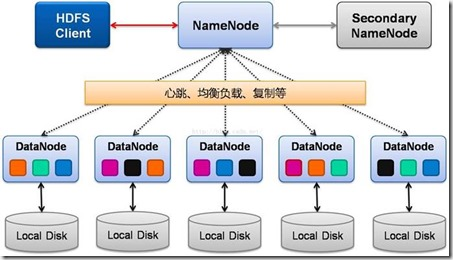 HDFS
Client
NameNode
Secondary
NameNode
心跳、均衡负载、复制等
DataNode
DataNode
DataNode
DataNode
DataNode
Local Disk
Local Disk
Local Disk
Local Disk
Local Disk